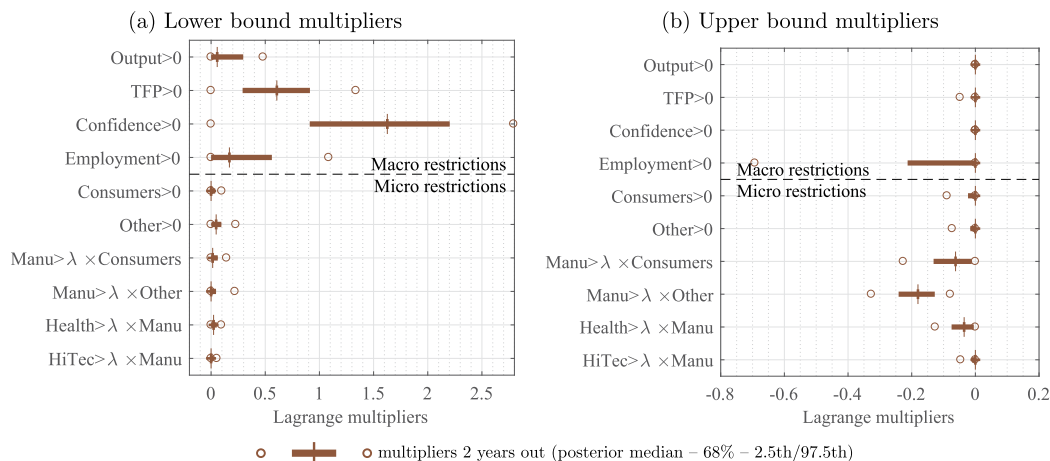 (a) Lower bound multipliers
Output>0
TFP>0
Confidence>0
Employment>0
Consumers>0
Other>0
Manu>λ ×Consumers
Manu>λ ×Other
Health>λ ×Manu
HiTec>λ ×Manu
Macro restrictions
Micro restrictions
0 0.5 1 1.5 2 2.5
Lagrange multipliers
(b) Upper bound multipliers
Output>0
TFP>0
Confidence>0
Employment>0
Consumers>0
Other>0
Manu>λ ×Consumers
Manu>λ ×Other
Health>λ ×Manu
HiTec>λ ×Manu
Macro restrictions
Micro restrictions
-0.8 -0.6 -0.4 -0.2 0 0.2
Lagrange multipliers
multipliers 2 years out (posterior median – 68% – 2.5th/97.5th)